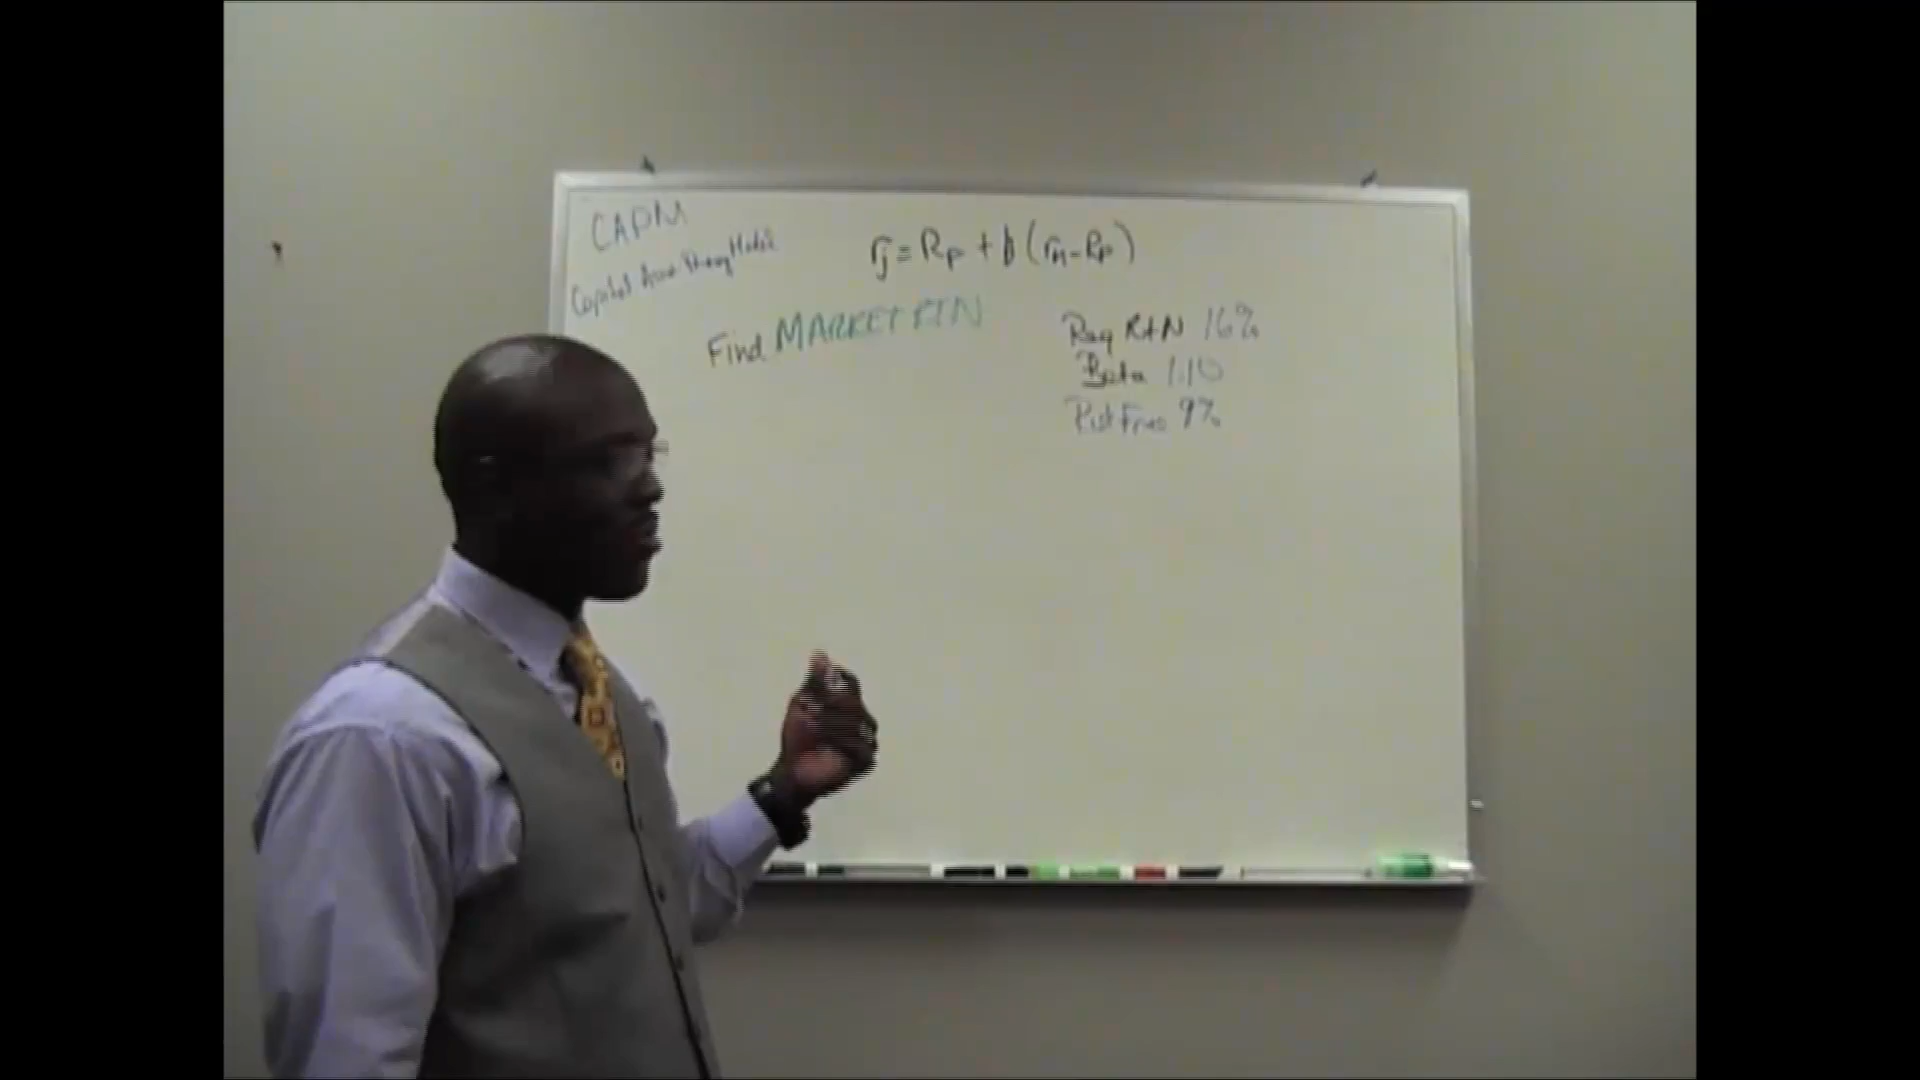 CAPM
Capital Asset Pricing Model
rj = RF + b (rm - RF)
Find MARKET RTN
Req RtN 16%
Beta 1.10
Risk Free 9%